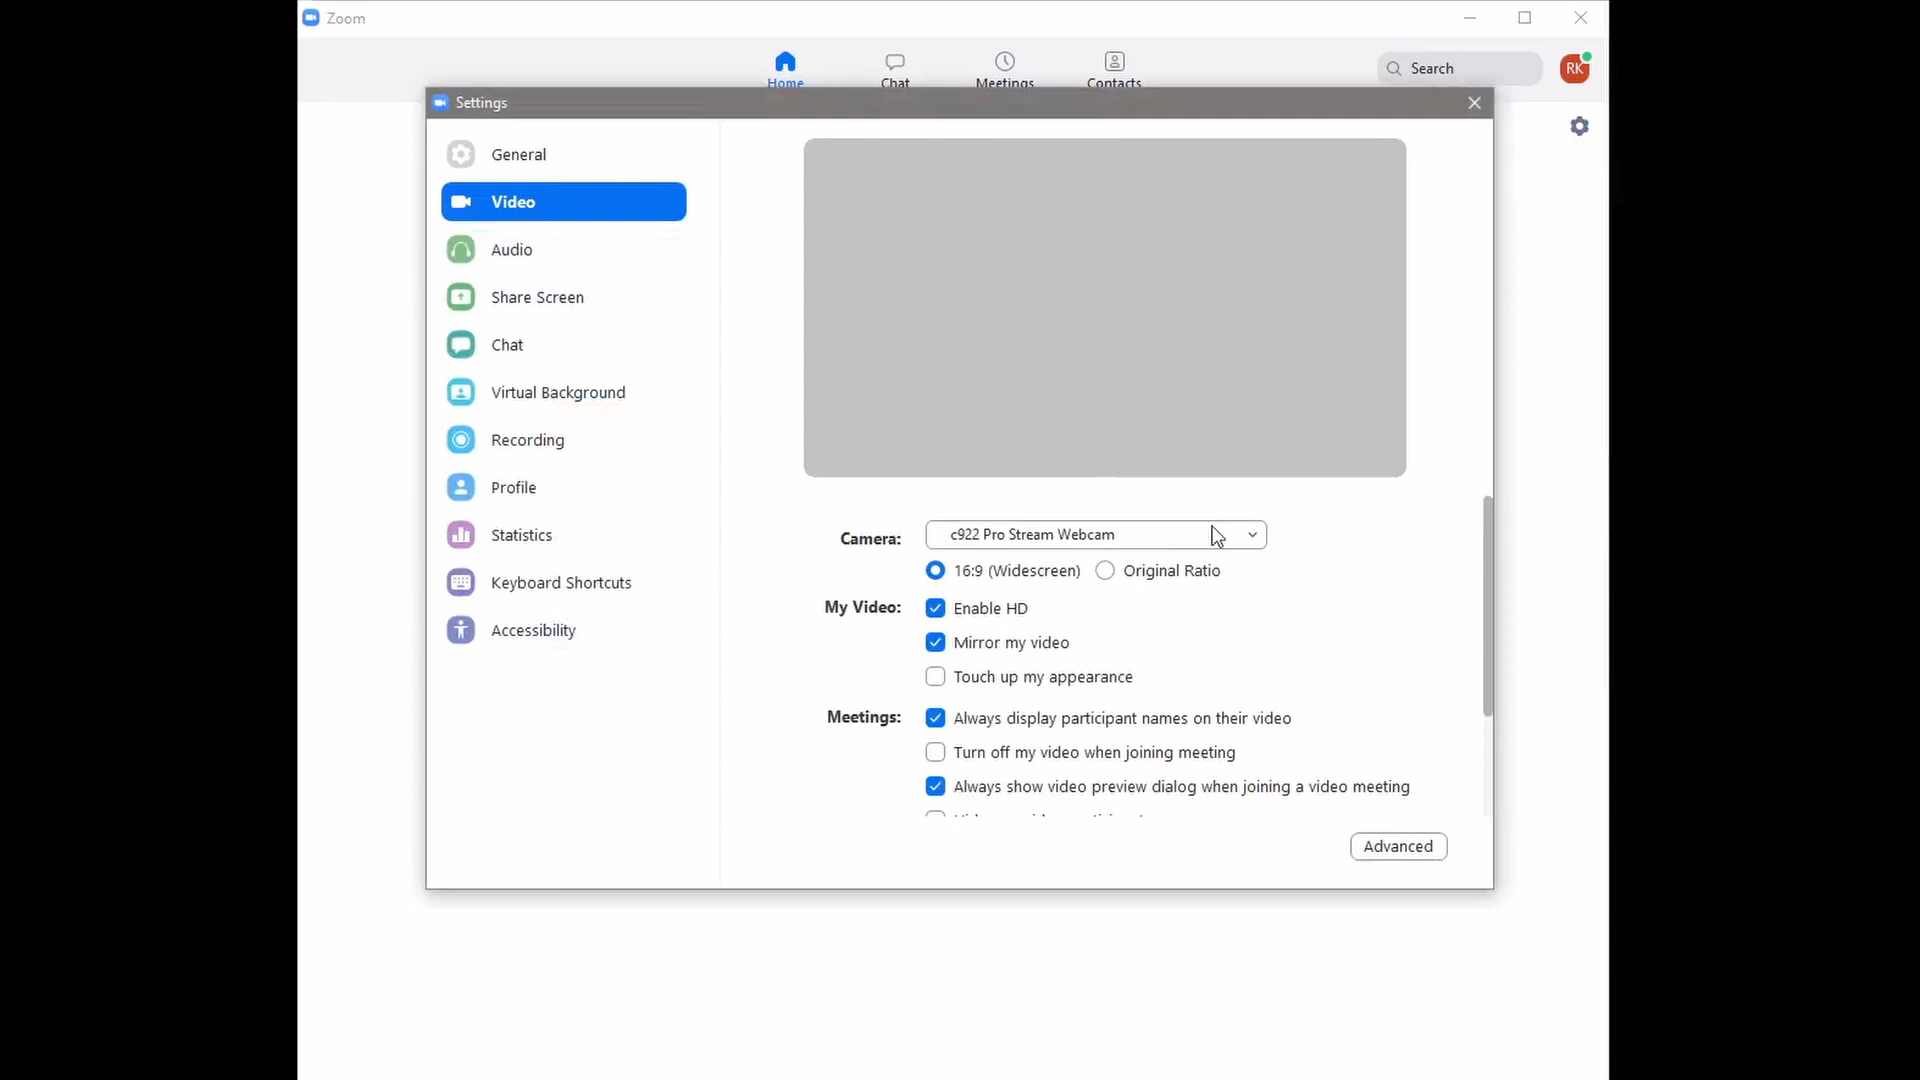 Zoom
Home
Chat
Meetings
Contacts
Search
RK
Settings
General
Video
Audio
Share Screen
Chat
Virtual Background
Recording
Profile
Statistics
Keyboard Shortcuts
Accessibility
Camera:
c922 Pro Stream Webcam
16:9 (Widescreen)
Original Ratio
My Video:
Enable HD
Mirror my video
Touch up my appearance
Meetings:
Always display participant names on their video
Turn off my video when joining meeting
Always show video preview dialog when joining a video meeting
Advanced